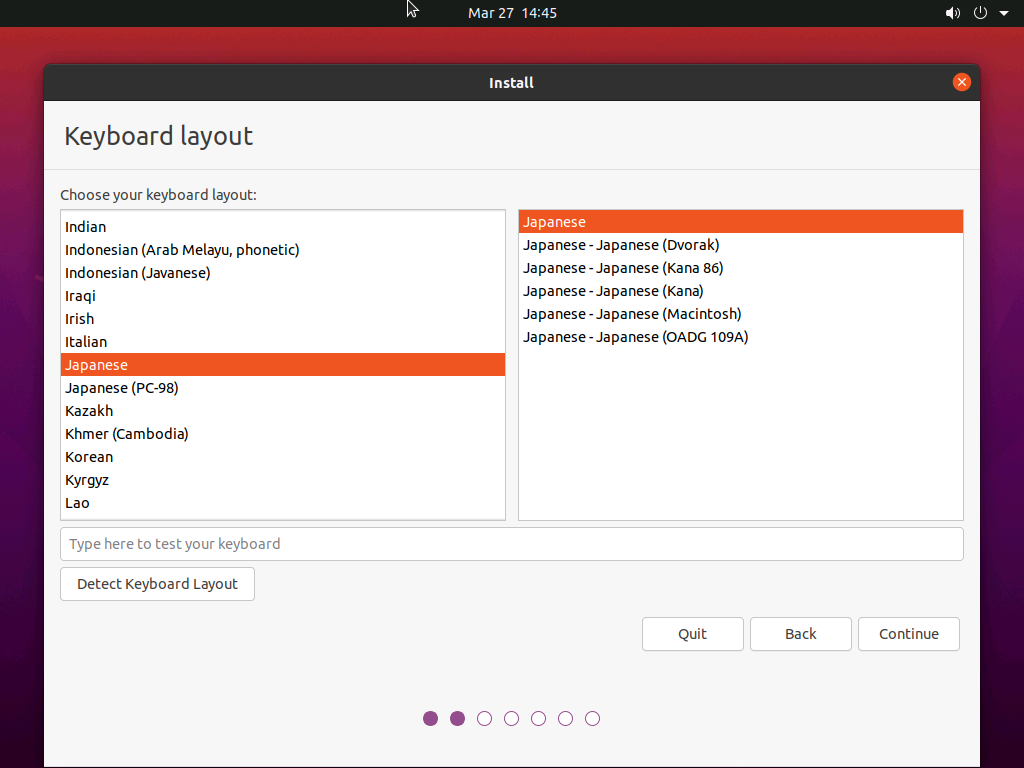 Mar 27 14:45
Install
Keyboard layout
Choose your keyboard layout:
Indian
Indonesian (Arab Melayu, phonetic)
Indonesian (Javanese)
Iraqi
Irish
Italian
Japanese
Japanese (PC-98)
Kazakh
Khmer (Cambodia)
Korean
Kyrgyz
Lao
Japanese
Japanese - Japanese (Dvorak)
Japanese - Japanese (Kana 86)
Japanese - Japanese (Kana)
Japanese - Japanese (Macintosh)
Japanese - Japanese (OADG 109A)
Type here to test your keyboard
Detect Keyboard Layout
Quit Back Continue